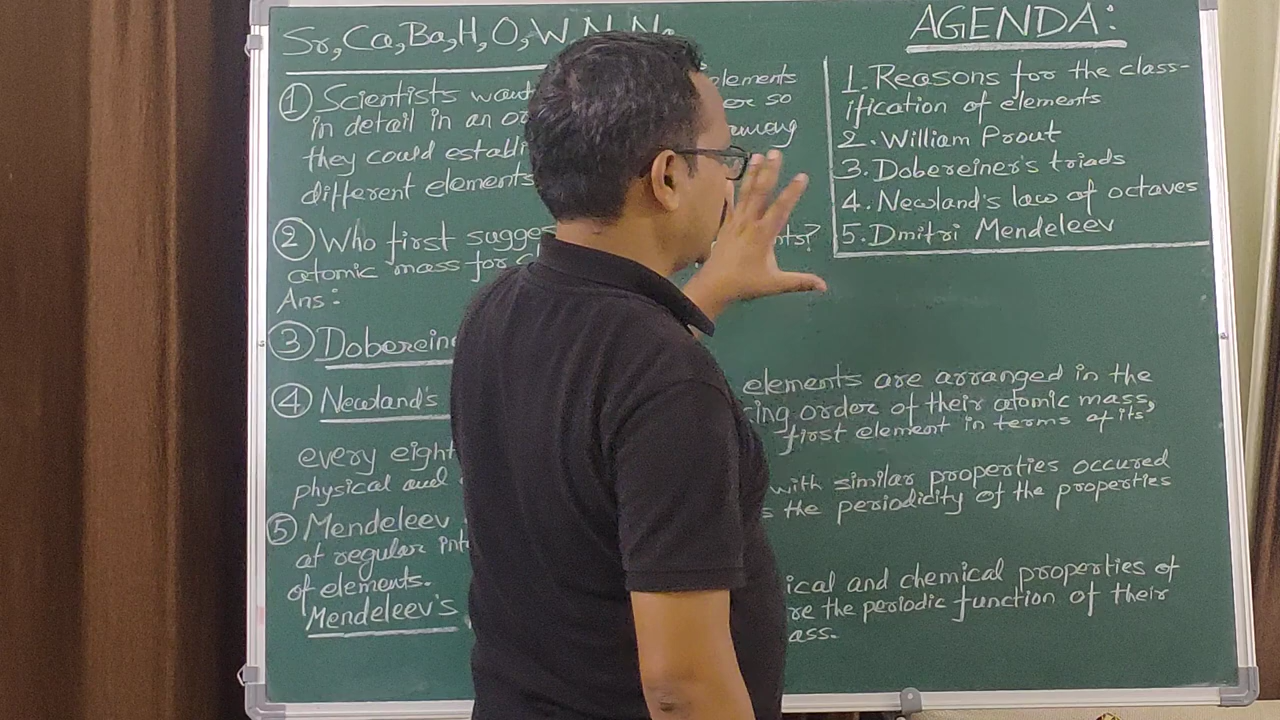 Sr, Ca, Ba, H, O, W, N, N
① Scientists want elements
in detail in an or so
they could establi among
different elements
② Who first sugges nts?
atomic mass for
Ans:
③ Dobereine
④ Newland's elements are arranged in the
ing order of their atomic mass,
every eight first element in terms of its
physical and
⑤ Mendeleev with similar properties occured
at regular int s the periodicity of the properties
of elements.
Mendeleev's ical and chemical properties of
re the periodic function of their
ass.
AGENDA:
1. Reasons for the class-
ification of elements
2. William Prout
3. Dobereiner's triads
4. Newland's law of octaves
5. Dmitri Mendeleev